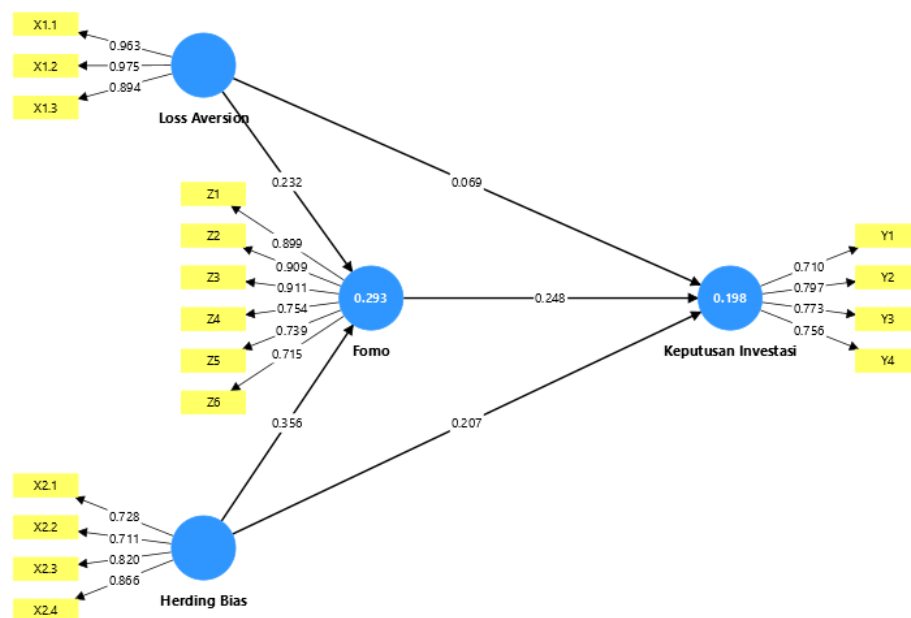 X1.1
0.963
X1.2
0.975
0.894
X1.3
Loss Aversion
0.232
0.069
Z1
0.899
Z2
0.909
Z3
0.911
0.754
Z4
0.739
Z5
0.715
Z6
0.293
Fomo
0.248
0.198
Keputusan Investasi
Y1
0.710
Y2
0.797
0.773
Y3
0.756
Y4
0.356
0.207
X2.1
0.728
X2.2
0.711
0.820
X2.3
0.866
X2.4
Herding Bias